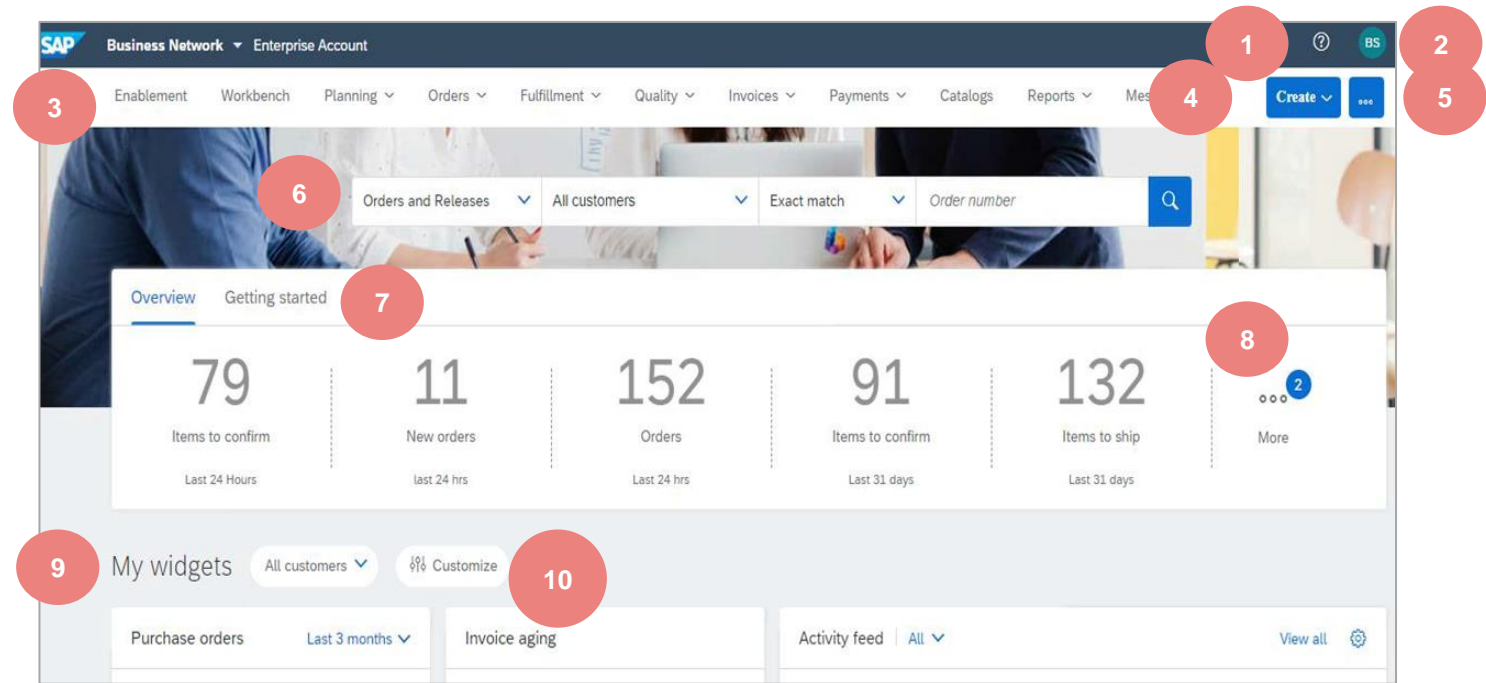 SAP Business Network Enterprise Account 1 BS 2
3 Enablement Workbench Planning Orders Fulfillment Quality Invoices Payments Catalogs Reports 4 Create 5
6 Orders and Releases All customers Exact match Order number
Overview Getting started 7
8
79 11 152 91 132 2
Items to confirm New orders Orders Items to confirm Items to ship More
Last 24 Hours last 24 hrs Last 24 hrs Last 31 days Last 31 days
9 My widgets All customers Customize 10
Purchase orders Last 3 months Invoice aging Activity feed All View all